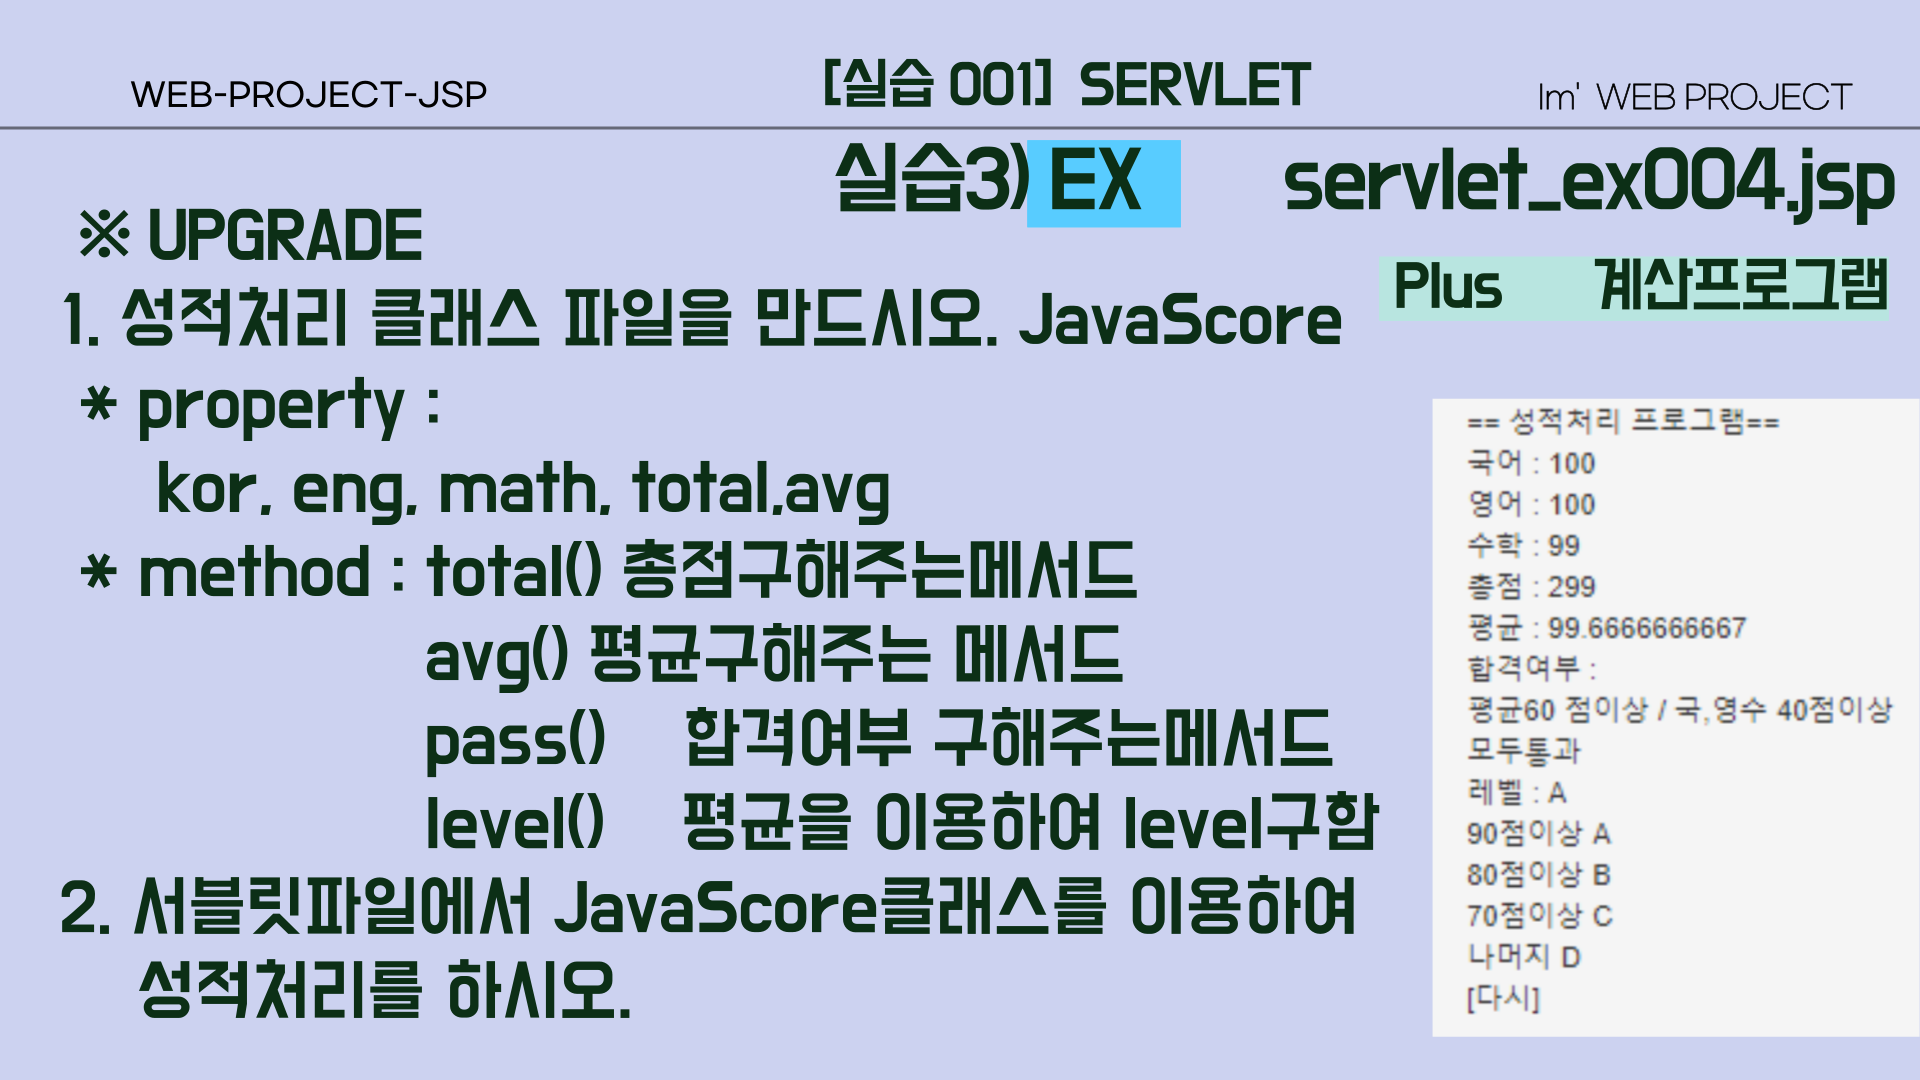 WEB-PROJECT-JSP
[실습 001] SERVLET
Im' WEB PROJECT
실습3) EX servlet_ex004.jsp
Plus 계산프로그램
※ UPGRADE
1. 성적처리 클래스 파일을 만드시오. JavaScore
* property :
kor, eng, math, total,avg
* method : total() 총점구해주는메서드
avg() 평균구해주는 메서드
pass() 합격여부 구해주는메서드
level() 평균을 이용하여 level구함
2. 서블릿파일에서 JavaScore클래스를 이용하여
성적처리를 하시오.
== 성적처리 프로그램==
국어 : 100
영어 : 100
수학 : 99
총점 : 299
평균 : 99.6666666667
합격여부 :
평균60 점이상 / 국,영수 40점이상
모두통과
레벨 : A
90점이상 A
80점이상 B
70점이상 C
나머지 D
[다시]